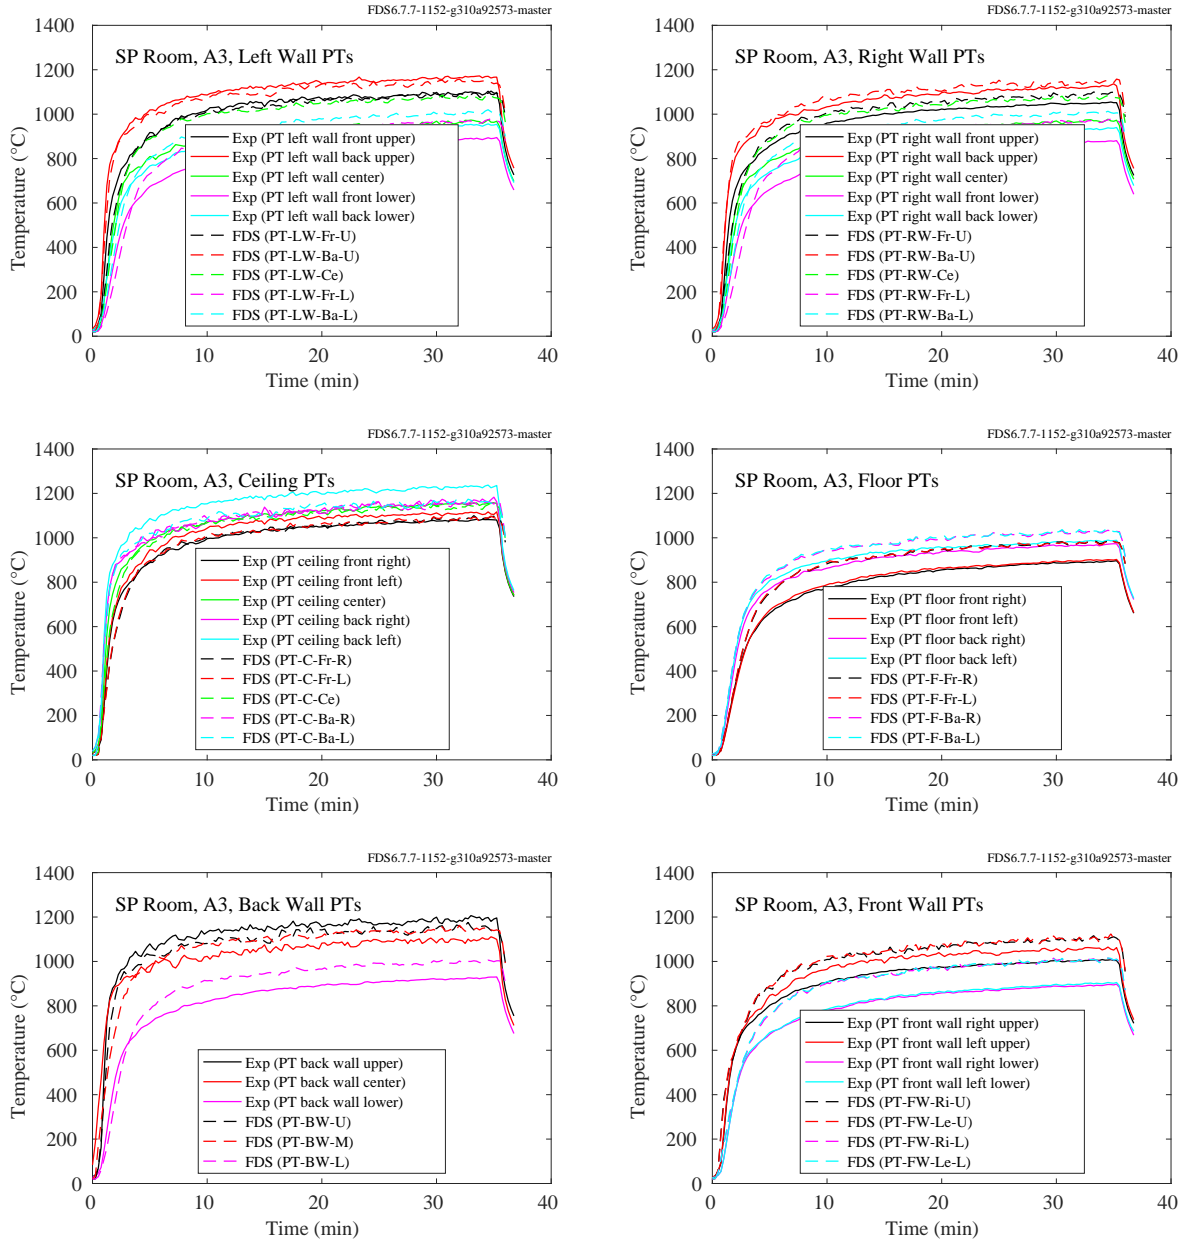 FDS6.7.7-1152-g310a92573-master
SP Room, A3, Left Wall PTs
Temperature (°C)
1400
1200
1000
800
600
400
200
0
Exp (PT left wall front upper)
Exp (PT left wall back upper)
Exp (PT left wall center)
Exp (PT left wall front lower)
Exp (PT left wall back lower)
FDS (PT-LW-Fr-U)
FDS (PT-LW-Ba-U)
FDS (PT-LW-Ce)
FDS (PT-LW-Fr-L)
FDS (PT-LW-Ba-L)
0 10 20 30 40
Time (min)
FDS6.7.7-1152-g310a92573-master
SP Room, A3, Right Wall PTs
Temperature (°C)
1400
1200
1000
800
600
400
200
0
Exp (PT right wall front upper)
Exp (PT right wall back upper)
Exp (PT right wall center)
Exp (PT right wall front lower)
Exp (PT right wall back lower)
FDS (PT-RW-Fr-U)
FDS (PT-RW-Ba-U)
FDS (PT-RW-Ce)
FDS (PT-RW-Fr-L)
FDS (PT-RW-Ba-L)
0 10 20 30 40
Time (min)
FDS6.7.7-1152-g310a92573-master
SP Room, A3, Ceiling PTs
Temperature (°C)
1400
1200
1000
800
600
400
200
0
Exp (PT ceiling front right)
Exp (PT ceiling front left)
Exp (PT ceiling center)
Exp (PT ceiling back right)
Exp (PT ceiling back left)
FDS (PT-C-Fr-R)
FDS (PT-C-Fr-L)
FDS (PT-C-Ce)
FDS (PT-C-Ba-R)
FDS (PT-C-Ba-L)
0 10 20 30 40
Time (min)
FDS6.7.7-1152-g310a92573-master
SP Room, A3, Floor PTs
Temperature (°C)
1400
1200
1000
800
600
400
200
0
Exp (PT floor front right)
Exp (PT floor front left)
Exp (PT floor back right)
Exp (PT floor back left)
FDS (PT-F-Fr-R)
FDS (PT-F-Fr-L)
FDS (PT-F-Ba-R)
FDS (PT-F-Ba-L)
0 10 20 30 40
Time (min)
FDS6.7.7-1152-g310a92573-master
SP Room, A3, Back Wall PTs
Temperature (°C)
1400
1200
1000
800
600
400
200
0
Exp (PT back wall upper)
Exp (PT back wall center)
Exp (PT back wall lower)
FDS (PT-BW-U)
FDS (PT-BW-M)
FDS (PT-BW-L)
0 10 20 30 40
Time (min)
FDS6.7.7-1152-g310a92573-master
SP Room, A3, Front Wall PTs
Temperature (°C)
1400
1200
1000
800
600
400
200
0
Exp (PT front wall right upper)
Exp (PT front wall left upper)
Exp (PT front wall right lower)
Exp (PT front wall left lower)
FDS (PT-FW-Ri-U)
FDS (PT-FW-Le-U)
FDS (PT-FW-Ri-L)
FDS (PT-FW-Le-L)
0 10 20 30 40
Time (min)